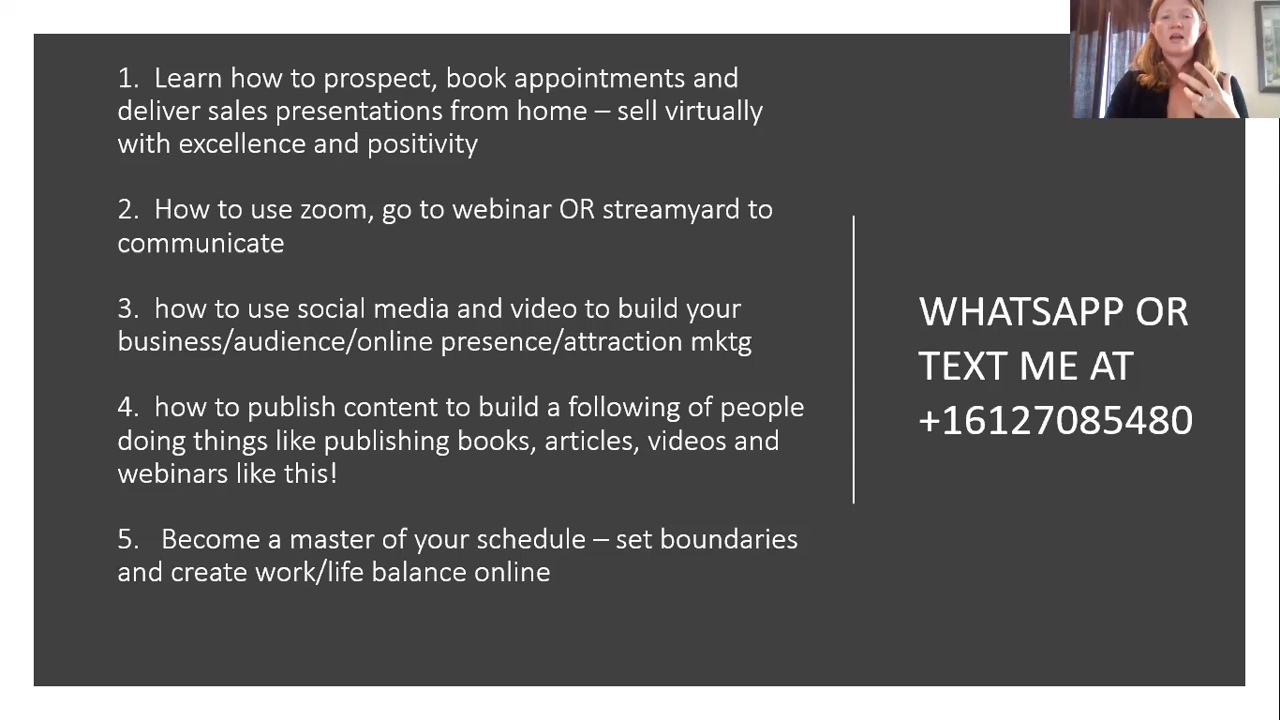 1.  Learn how to prospect, book appointments and
deliver sales presentations from home – sell virtually
with excellence and positivity
2.  How to use zoom, go to webinar OR streamyard to
communicate
3.  how to use social media and video to build your
business/audience/online presence/attraction mktg
4.  how to publish content to build a following of people
doing things like publishing books, articles, videos and
webinars like this!
5.   Become a master of your schedule – set boundaries
and create work/life balance online
WHATSAPP OR
TEXT ME AT
+16127085480